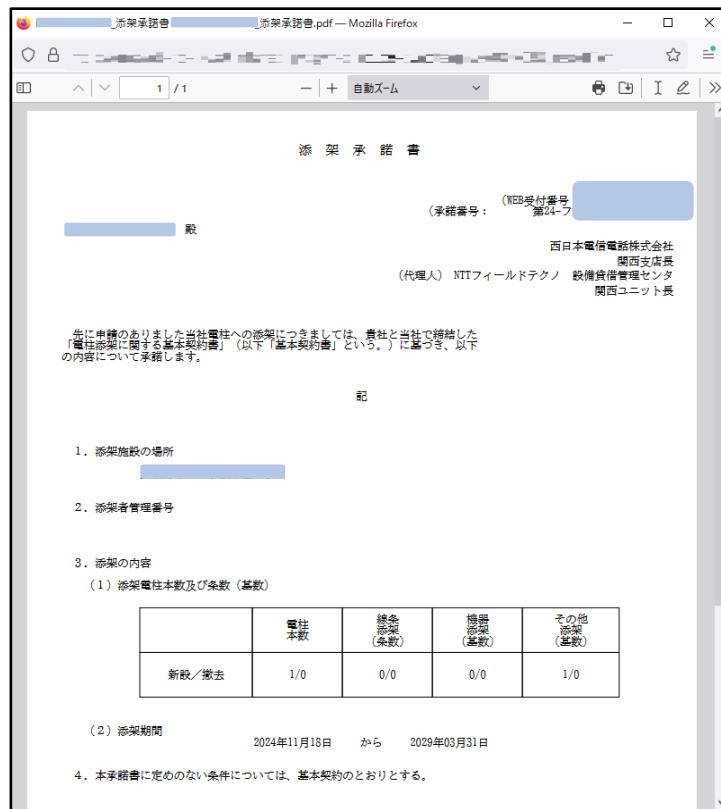 _添架承諾書 _添架承諾書.pdf — Mozilla Firefox
1 / 1 自動ズーム
添 架 承 諾 書
(WEB受付番号
(承諾番号： 第24-フ
殿
西日本電信電話株式会社
関西支店長
(代理人) NTTフィールドテクノ 設備貸借管理センタ
関西ユニット長
先に申請のありました当社電柱への添架につきましては、貴社と当社で締結した
「電柱添架に関する基本契約書」（以下「基本契約書」という。）に基づき、以下
の内容について承諾します。
記
1．添架施設の場所
2．添架者管理番号
3．添架の内容
（1）添架電柱本数及び条数（基数）
電柱本数 線条添架(条数) 機器添架(基数) その他添架(基数)
新設／撤去 1/0 0/0 0/0 1/0
（2）添架期間
2024年11月18日 から 2029年03月31日
4．本承諾書に定めのない条件については、基本契約のとおりとする。